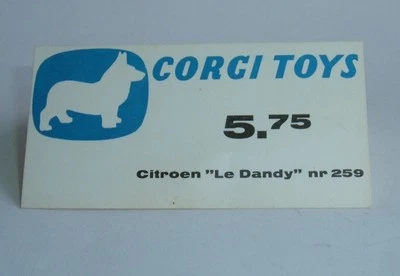 CORGI TOYS
5.75
Citroen "Le Dandy" nr 259